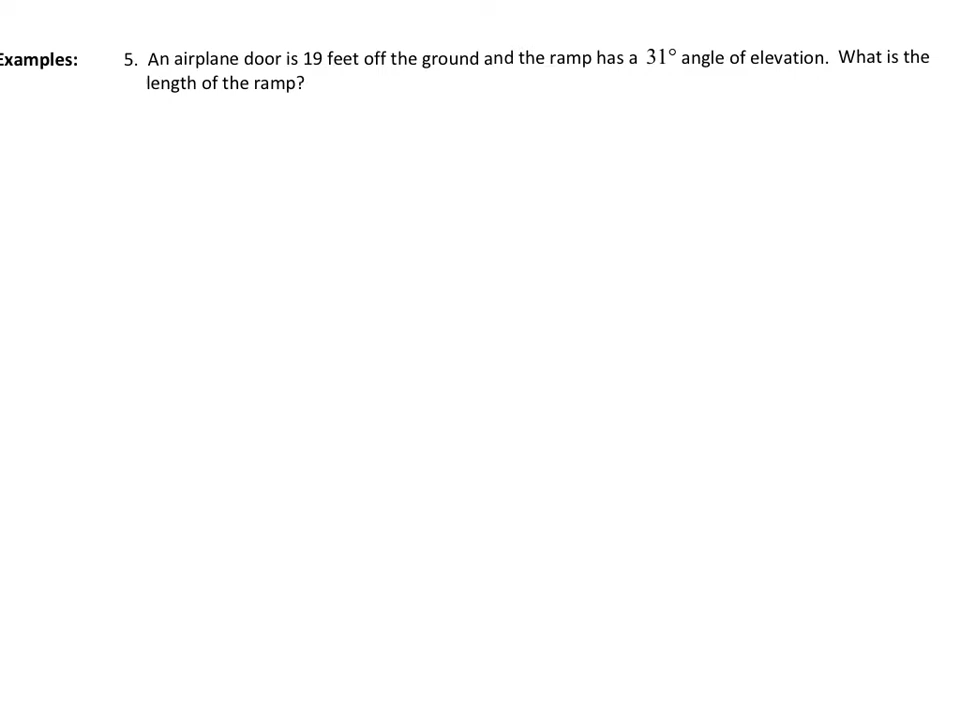 Examples: 5. An airplane door is 19 feet off the ground and the ramp has a 31° angle of elevation. What is the
length of the ramp?